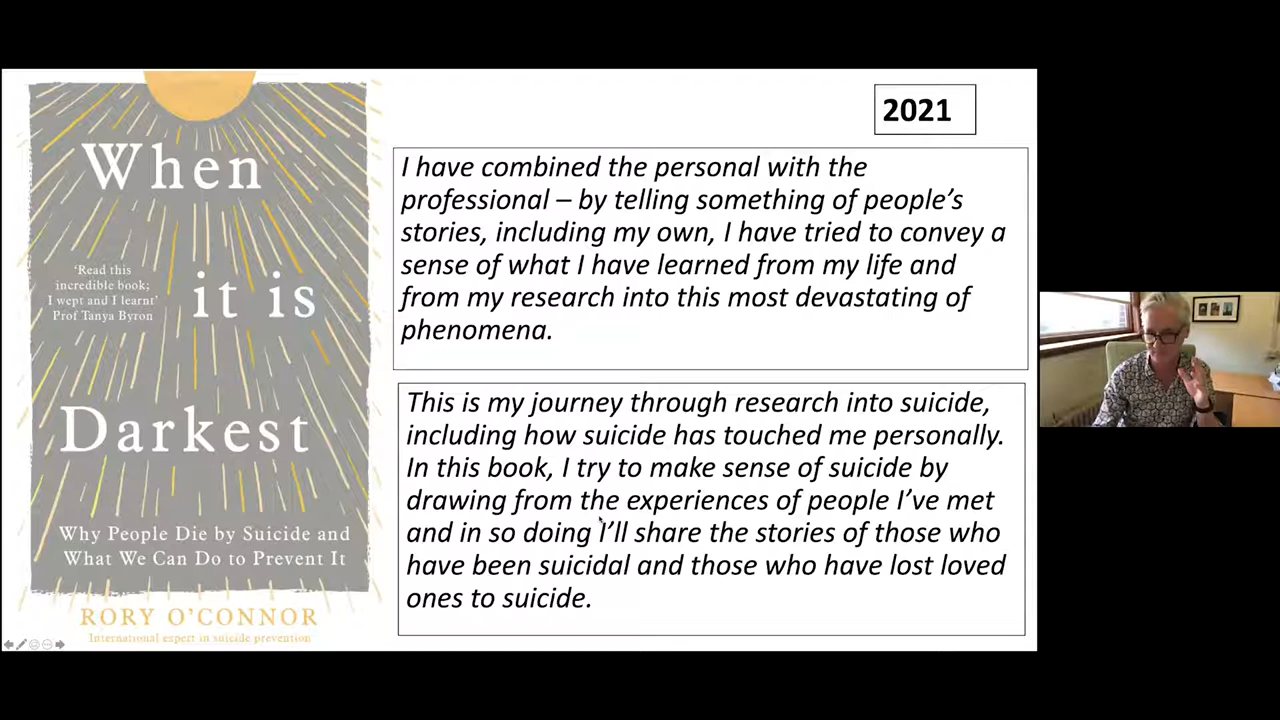 When
it is
Darkest
‘Read this
incredible book;
I wept and I learnt’
Prof Tanya Byron
Why People Die by Suicide and
What We Can Do to Prevent It
RORY O’CONNOR
International expert in suicide prevention
2021
I have combined the personal with the
professional – by telling something of people’s
stories, including my own, I have tried to convey a
sense of what I have learned from my life and
from my research into this most devastating of
phenomena.
This is my journey through research into suicide,
including how suicide has touched me personally.
In this book, I try to make sense of suicide by
drawing from the experiences of people I’ve met
and in so doing I’ll share the stories of those who
have been suicidal and those who have lost loved
ones to suicide.